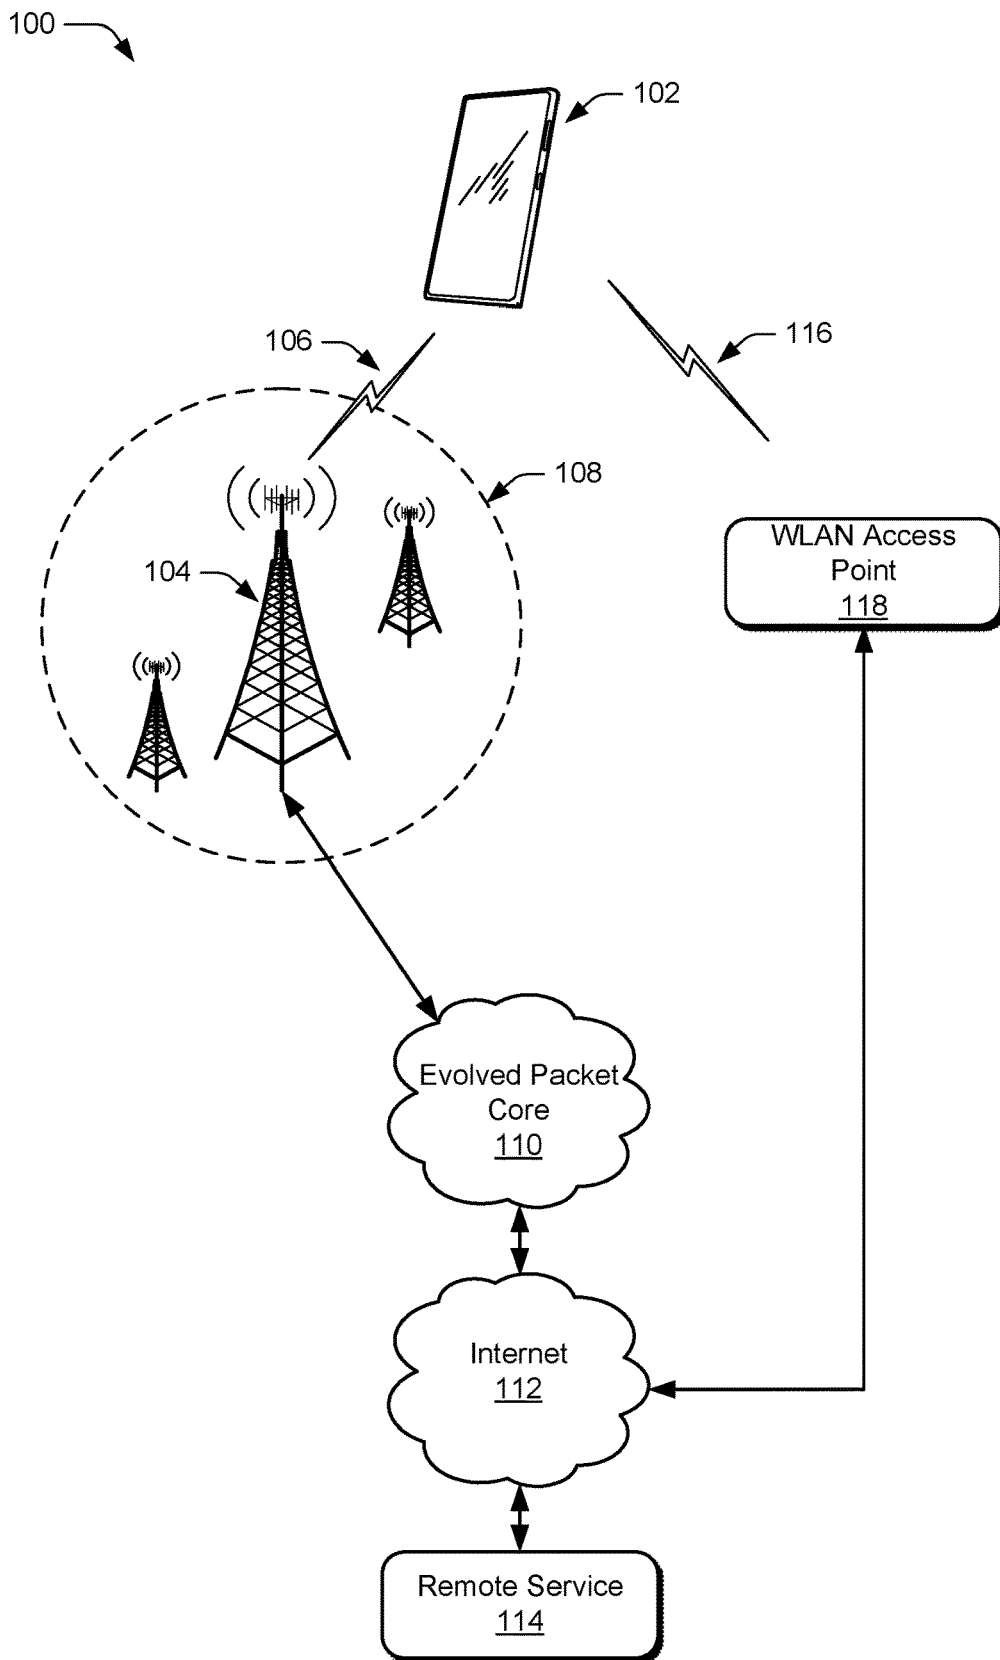 100
102
106
116
108
104
WLAN Access
Point
118
Evolved Packet
Core
110
Internet
112
Remote Service
114